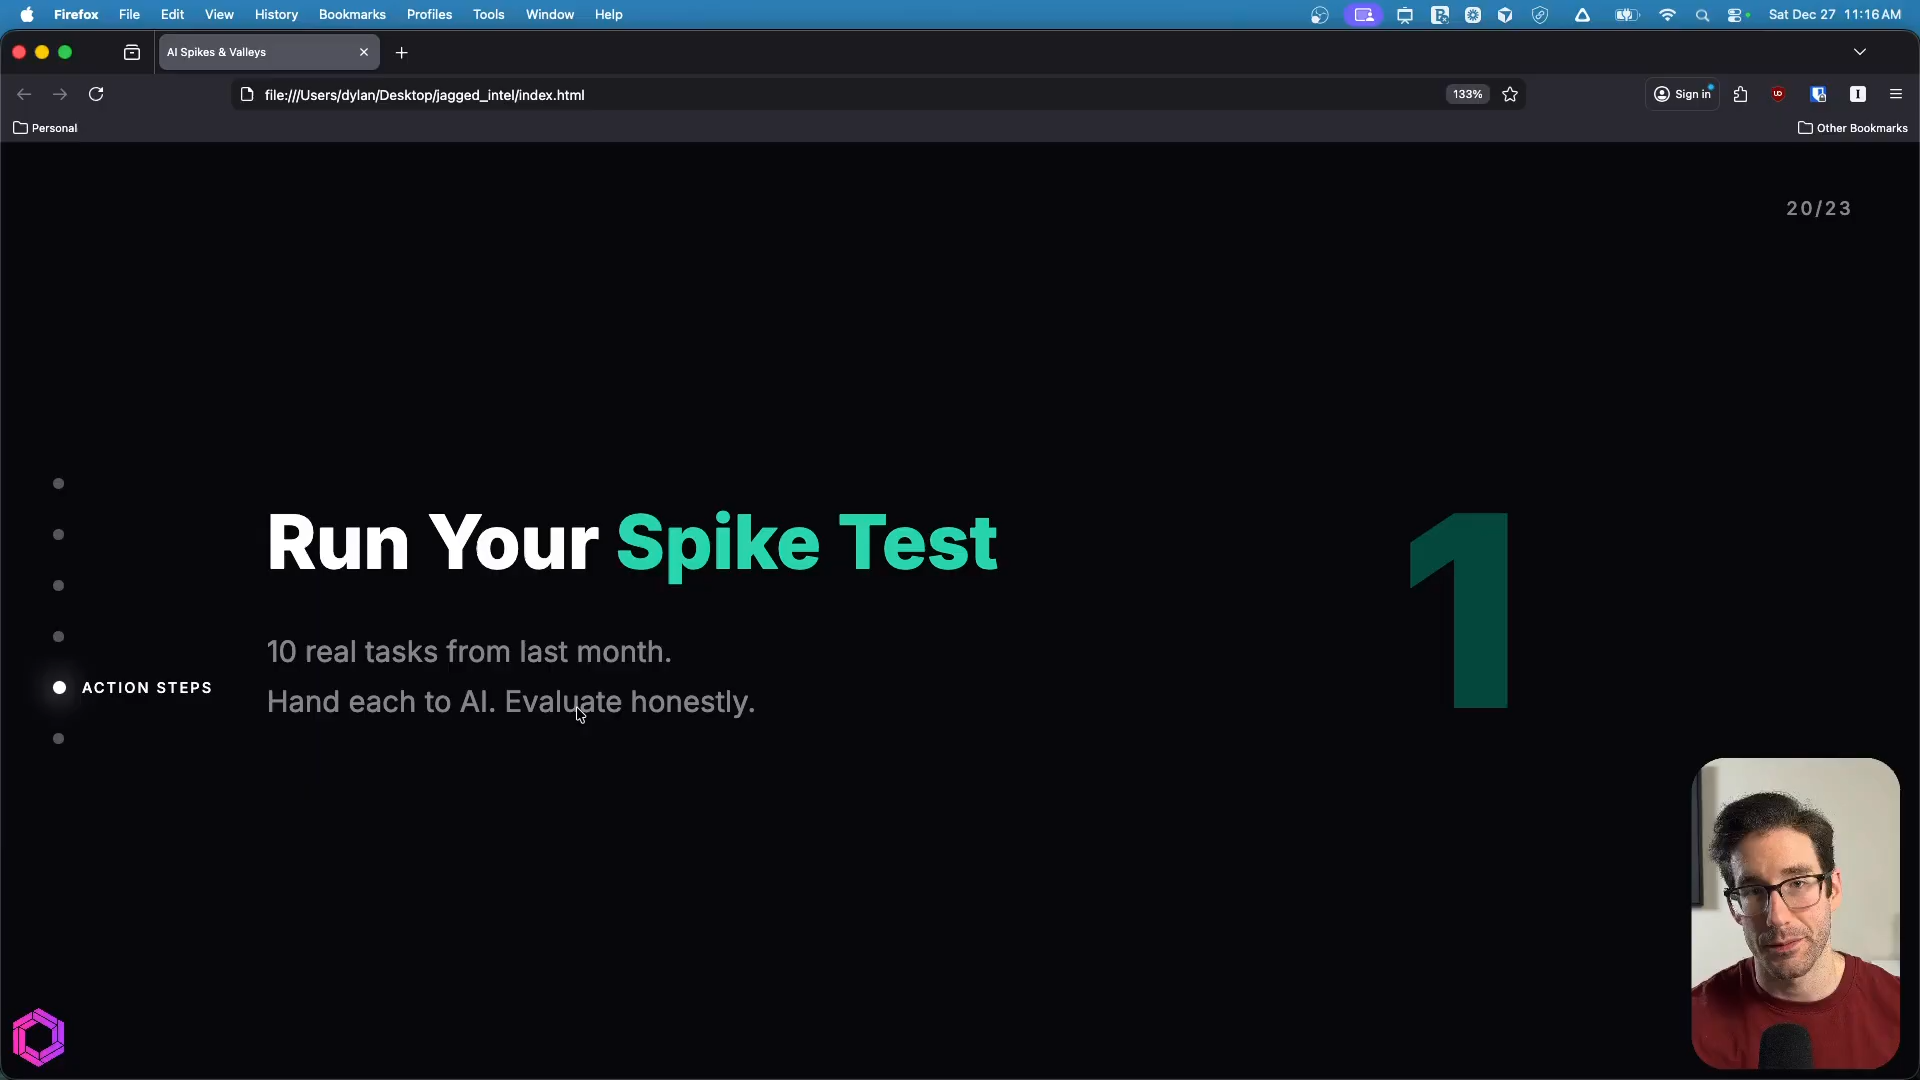 Firefox File Edit View History Bookmarks Profiles Tools Window Help Sat Dec 27 11:16 AM
AI Spikes & Valleys
file:///Users/dylan/Desktop/jagged_intel/index.html 133% Sign in
Personal Other Bookmarks
20/23
Run Your Spike Test
1
10 real tasks from last month.
Hand each to AI. Evaluate honestly.
ACTION STEPS